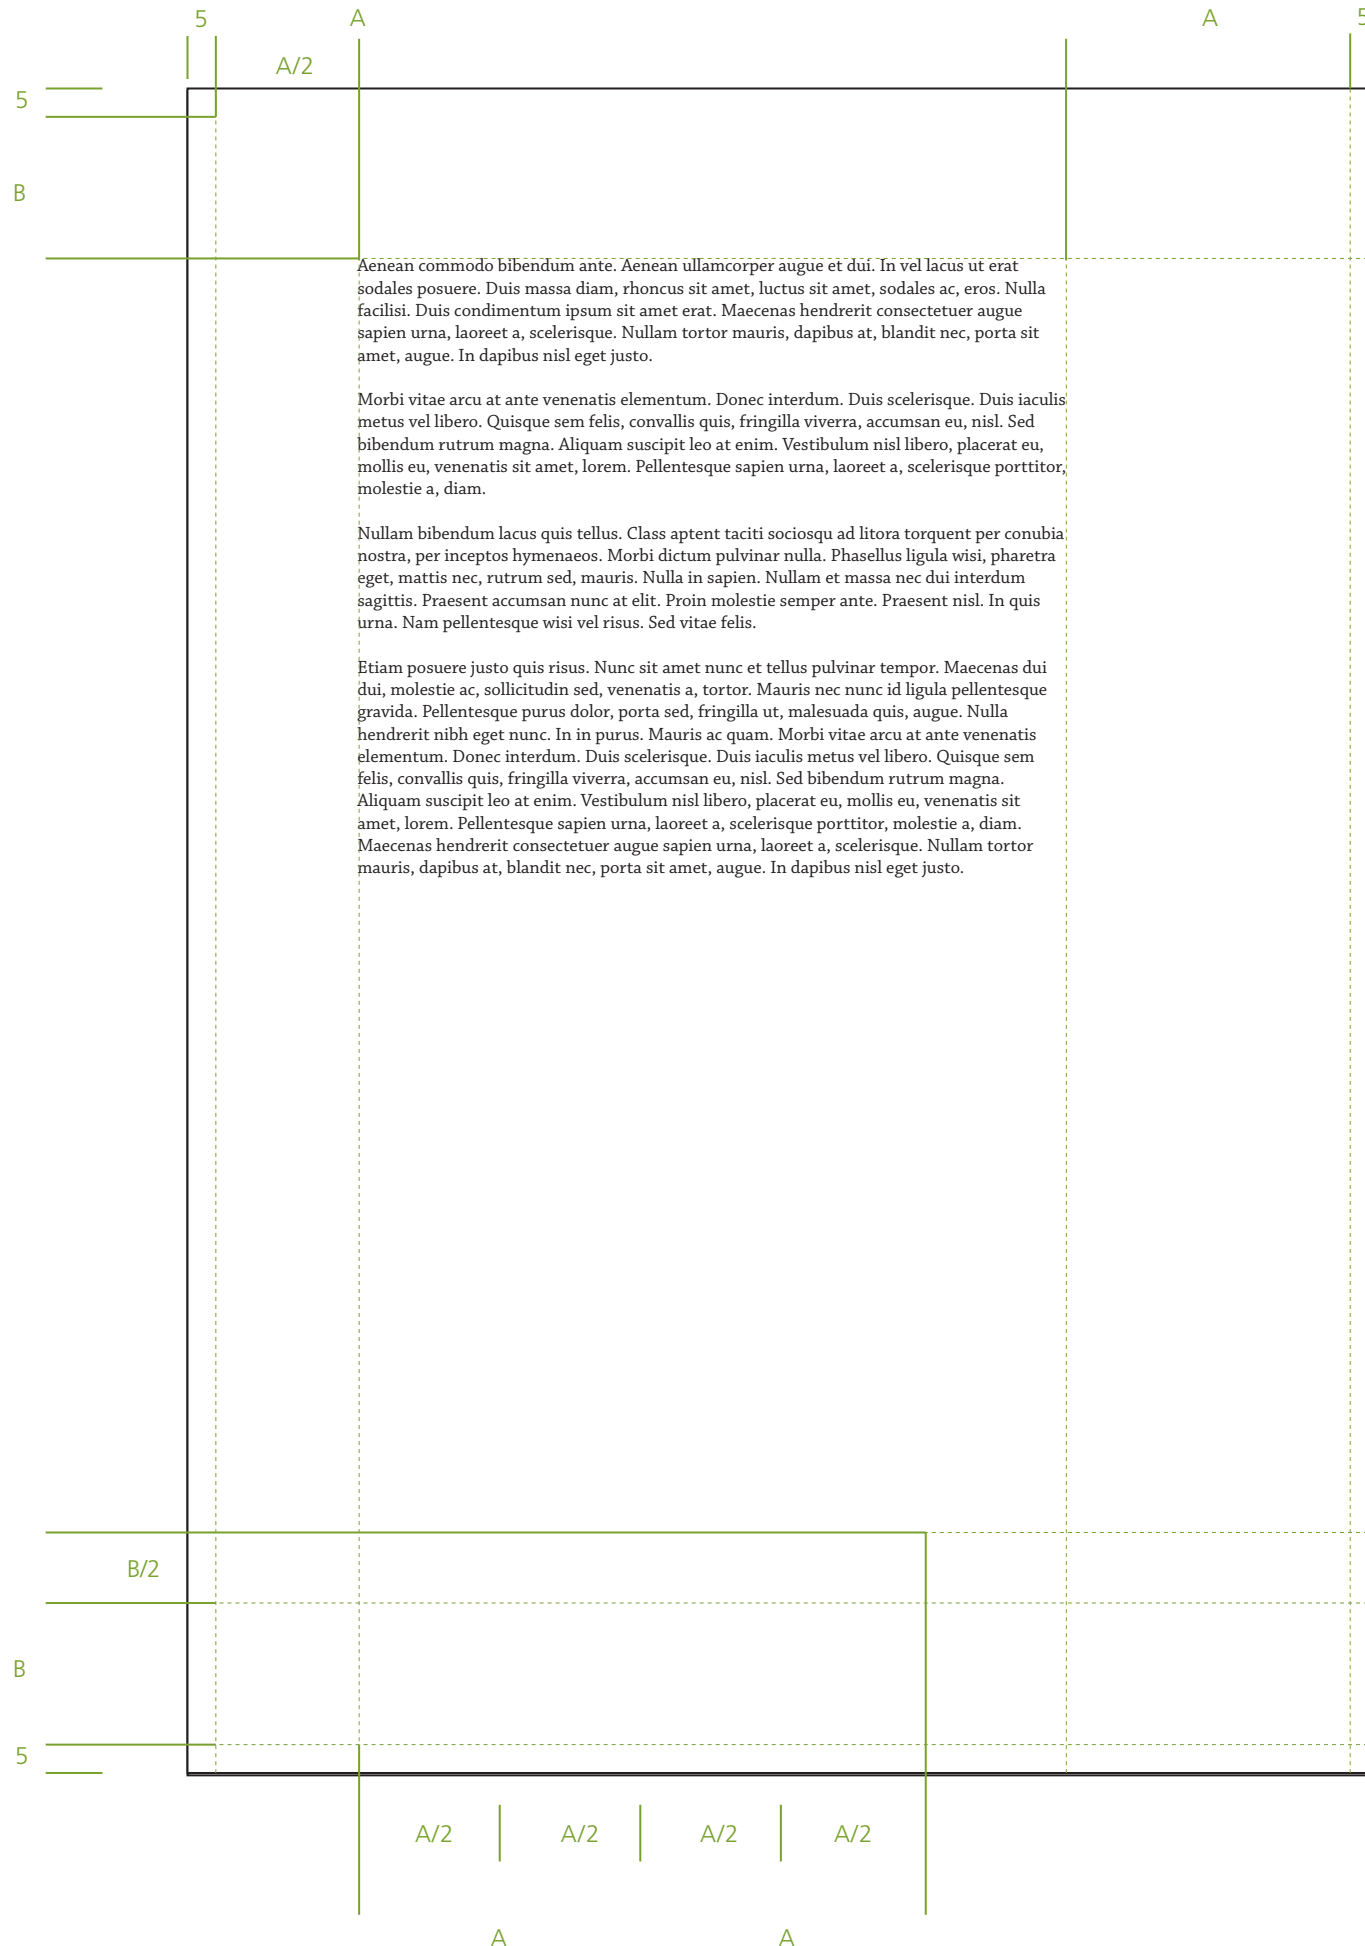 5
A
A
5
A/2
5
B
Aenean commodo bibendum ante. Aenean ullamcorper augue et dui. In vel lacus ut erat
sodales posuere. Duis massa diam, rhoncus sit amet, luctus sit amet, sodales ac, eros. Nulla
facilisi. Duis condimentum ipsum sit amet erat. Maecenas hendrerit consectetuer augue
sapien urna, laoreet a, scelerisque. Nullam tortor mauris, dapibus at, blandit nec, porta sit
amet, augue. In dapibus nisl eget justo.
Morbi vitae arcu at ante venenatis elementum. Donec interdum. Duis scelerisque. Duis iaculis
metus vel libero. Quisque sem felis, convallis quis, fringilla viverra, accumsan eu, nisl. Sed
bibendum rutrum magna. Aliquam suscipit leo at enim. Vestibulum nisl libero, placerat eu,
mollis eu, venenatis sit amet, lorem. Pellentesque sapien urna, laoreet a, scelerisque porttitor,
molestie a, diam.
Nullam bibendum lacus quis tellus. Class aptent taciti sociosqu ad litora torquent per conubia
nostra, per inceptos hymenaeos. Morbi dictum pulvinar nulla. Phasellus ligula wisi, pharetra
eget, mattis nec, rutrum sed, mauris. Nulla in sapien. Nullam et massa nec dui interdum
sagittis. Praesent accumsan nunc at elit. Proin molestie semper ante. Praesent nisl. In quis
urna. Nam pellentesque wisi vel risus. Sed vitae felis.
Etiam posuere justo quis risus. Nunc sit amet nunc et tellus pulvinar tempor. Maecenas dui
dui, molestie ac, sollicitudin sed, venenatis a, tortor. Mauris nec nunc id ligula pellentesque
gravida. Pellentesque purus dolor, porta sed, fringilla ut, malesuada quis, augue. Nulla
hendrerit nibh eget nunc. In in purus. Mauris ac quam. Morbi vitae arcu at ante venenatis
elementum. Donec interdum. Duis scelerisque. Duis iaculis metus vel libero. Quisque sem
felis, convallis quis, fringilla viverra, accumsan eu, nisl. Sed bibendum rutrum magna.
Aliquam suscipit leo at enim. Vestibulum nisl libero, placerat eu, mollis eu, venenatis sit
amet, lorem. Pellentesque sapien urna, laoreet a, scelerisque porttitor, molestie a, diam.
Maecenas hendrerit consectetuer augue sapien urna, laoreet a, scelerisque. Nullam tortor
mauris, dapibus at, blandit nec, porta sit amet, augue. In dapibus nisl eget justo.
B/2
B
5
A/2
A/2
A/2
A/2
A
A